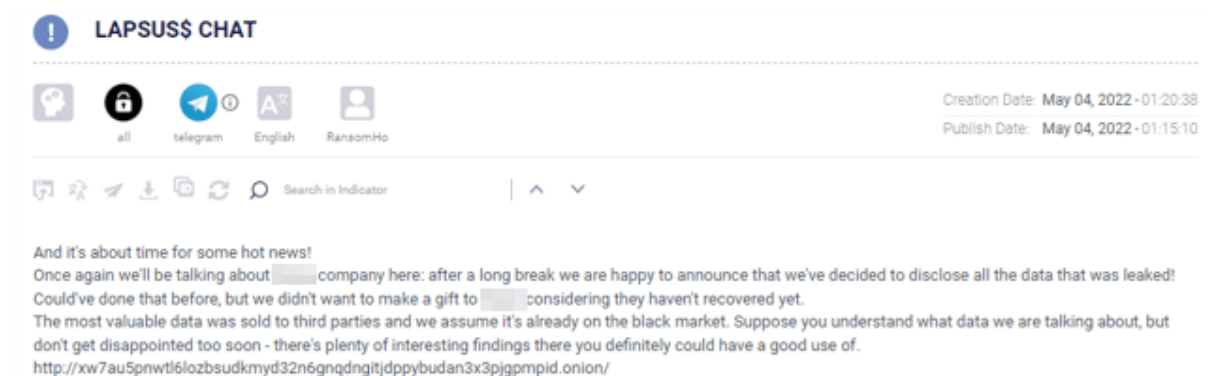 LAPSUS$ CHAT
Creation Date: May 04, 2022 - 01:20:38
all telegram English RansomHo
Publish Date: May 04, 2022 - 01:15:10
Search in Indicator
And it's about time for some hot news!
Once again we'll be talking about company here: after a long break we are happy to announce that we've decided to disclose all the data that was leaked!
Could've done that before, but we didn't want to make a gift to considering they haven't recovered yet.
The most valuable data was sold to third parties and we assume it's already on the black market. Suppose you understand what data we are talking about, but
don't get disappointed too soon - there's plenty of interesting findings there you definitely could have a good use of.
http://xw7au5pnwtl6lozbsudkmyd32n6gnqdngitjdppybudan3x3pjgpmpid.onion/